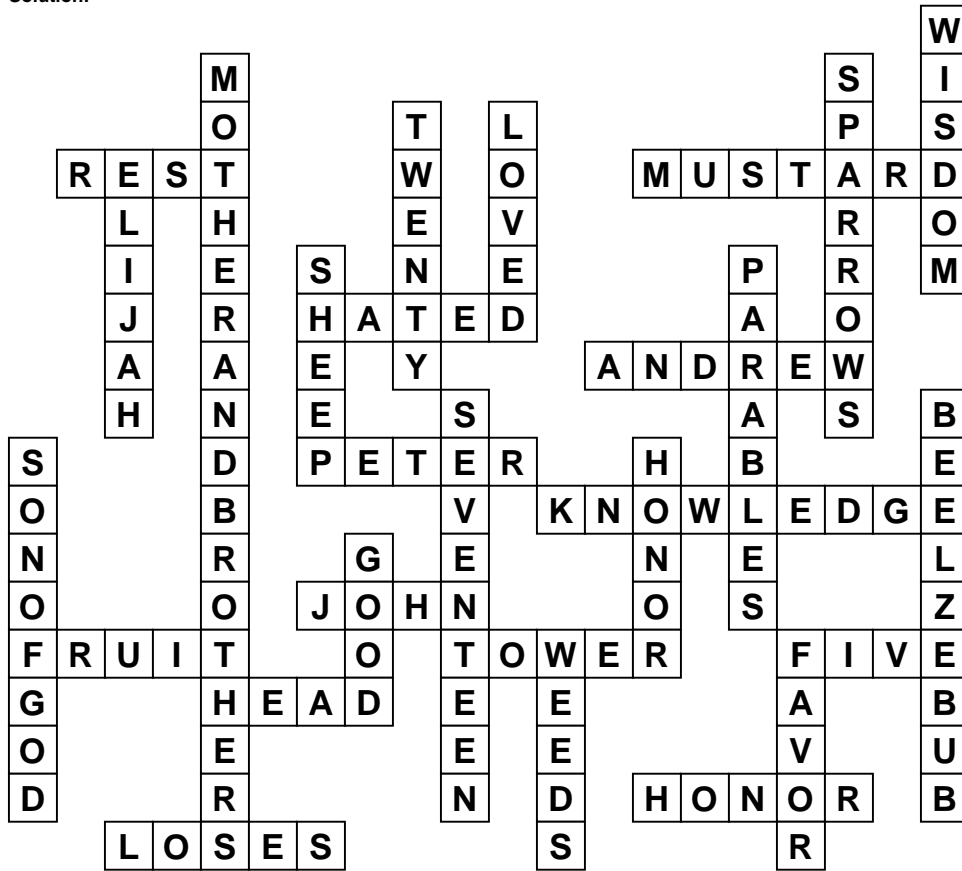 Solution:
W
M S I
O T L P S
R E S T W O M U S T A R D
L H E V R O
I E S N E P R M
J R H A T E D A O
A A E Y A N D R E W
H N E S A S B
S D P E T E R H B E
O B V K N O W L E D G E
N R G E N E L
O O J O H N O S Z
F R U I T O T O W E R F I V E
G H E A D E E A B
O E E E V U
D R N D H O N O R B
L O S E S S R